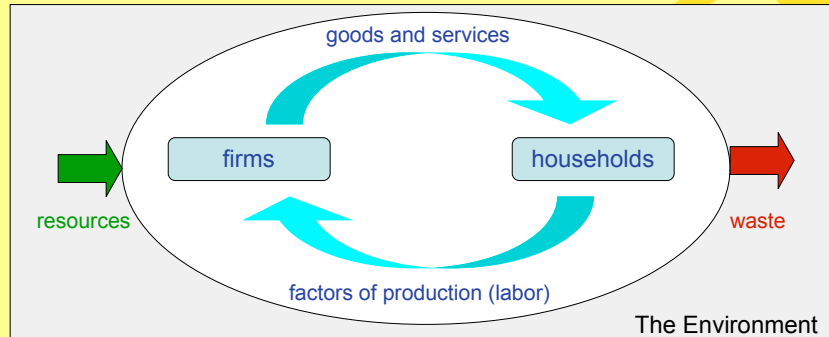 goods and services
firms
households
resources
waste
factors of production (labor)
The Environment